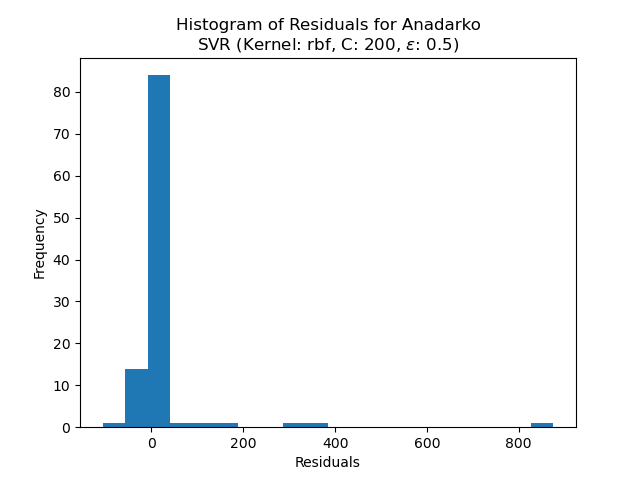 Histogram of Residuals for Anadarko
SVR (Kernel: rbf, C: 200, ε: 0.5)
80
70
60
50
40
30
20
10
0
Frequency
0 200 400 600 800
Residuals